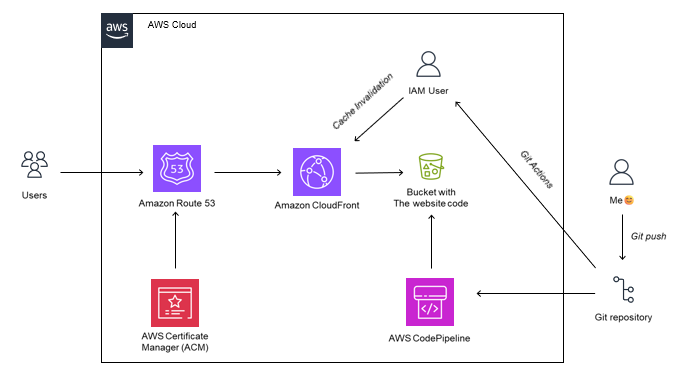 aws
AWS Cloud
IAM User
Cache Invalidation
Git Actions
53
Users
Amazon Route 53
Amazon CloudFront
Bucket with
The website code
Me😊
Git push
Git repository
</>
AWS Certificate
Manager (ACM)
AWS CodePipeline